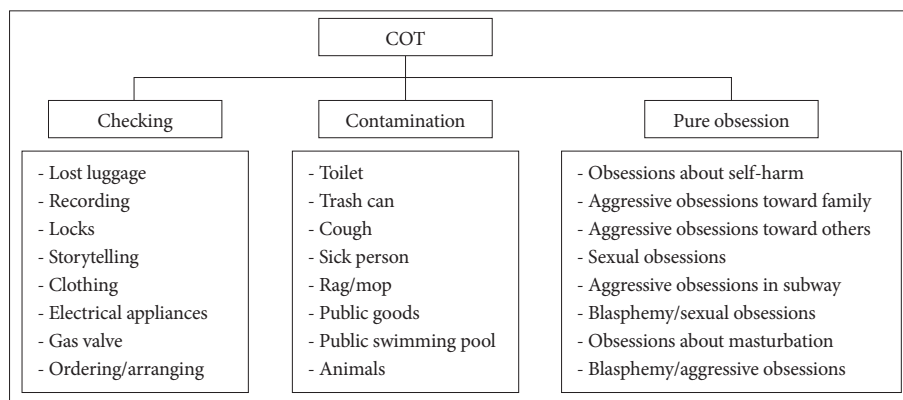 COT
Checking
Contamination
Pure obsession
- Lost luggage
- Recording
- Locks
- Storytelling
- Clothing
- Electrical appliances
- Gas valve
- Ordering/arranging
- Toilet
- Trash can
- Cough
- Sick person
- Rag/mop
- Public goods
- Public swimming pool
- Animals
- Obsessions about self-harm
- Aggressive obsessions toward family
- Aggressive obsessions toward others
- Sexual obsessions
- Aggressive obsessions in subway
- Blasphemy/sexual obsessions
- Obsessions about masturbation
- Blasphemy/aggressive obsessions